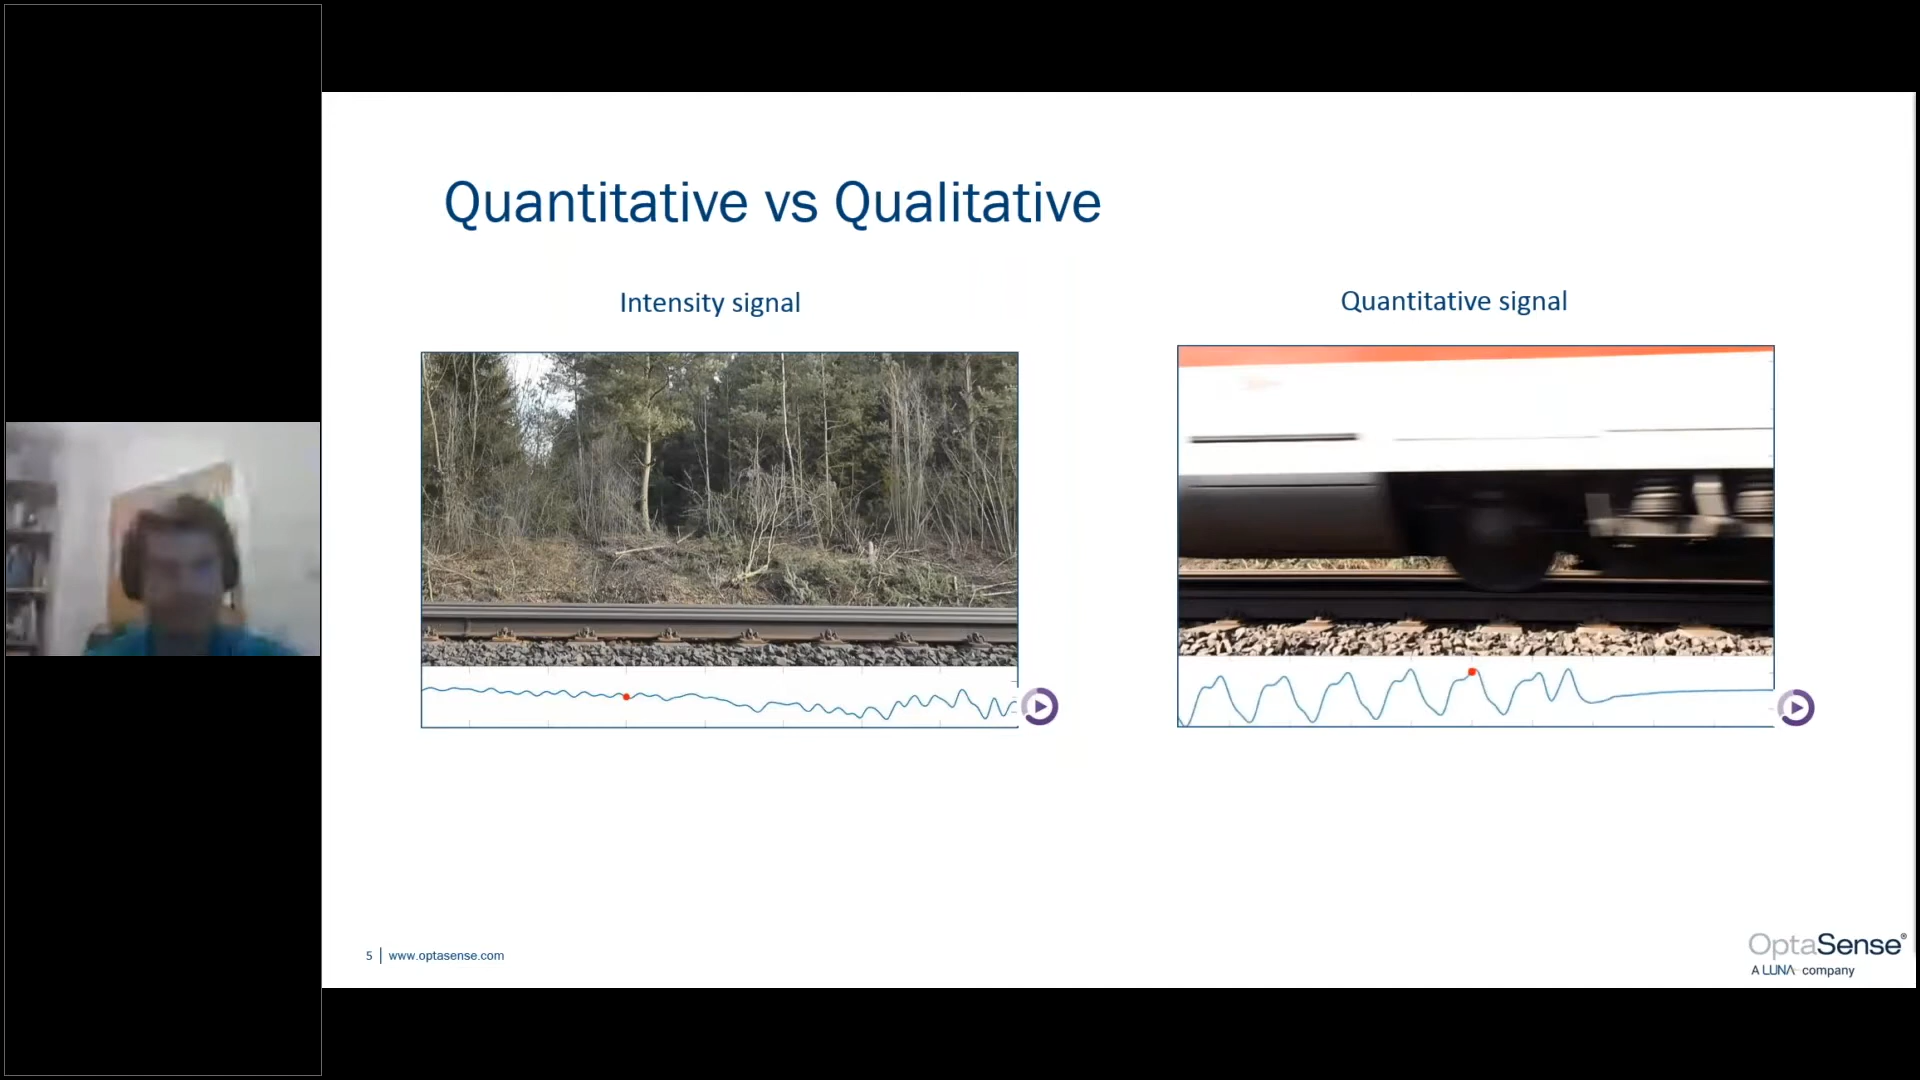 Quantitative vs Qualitative
Intensity signal
Quantitative signal
5 | www.optasense.com
OptaSense®
A LUNA company